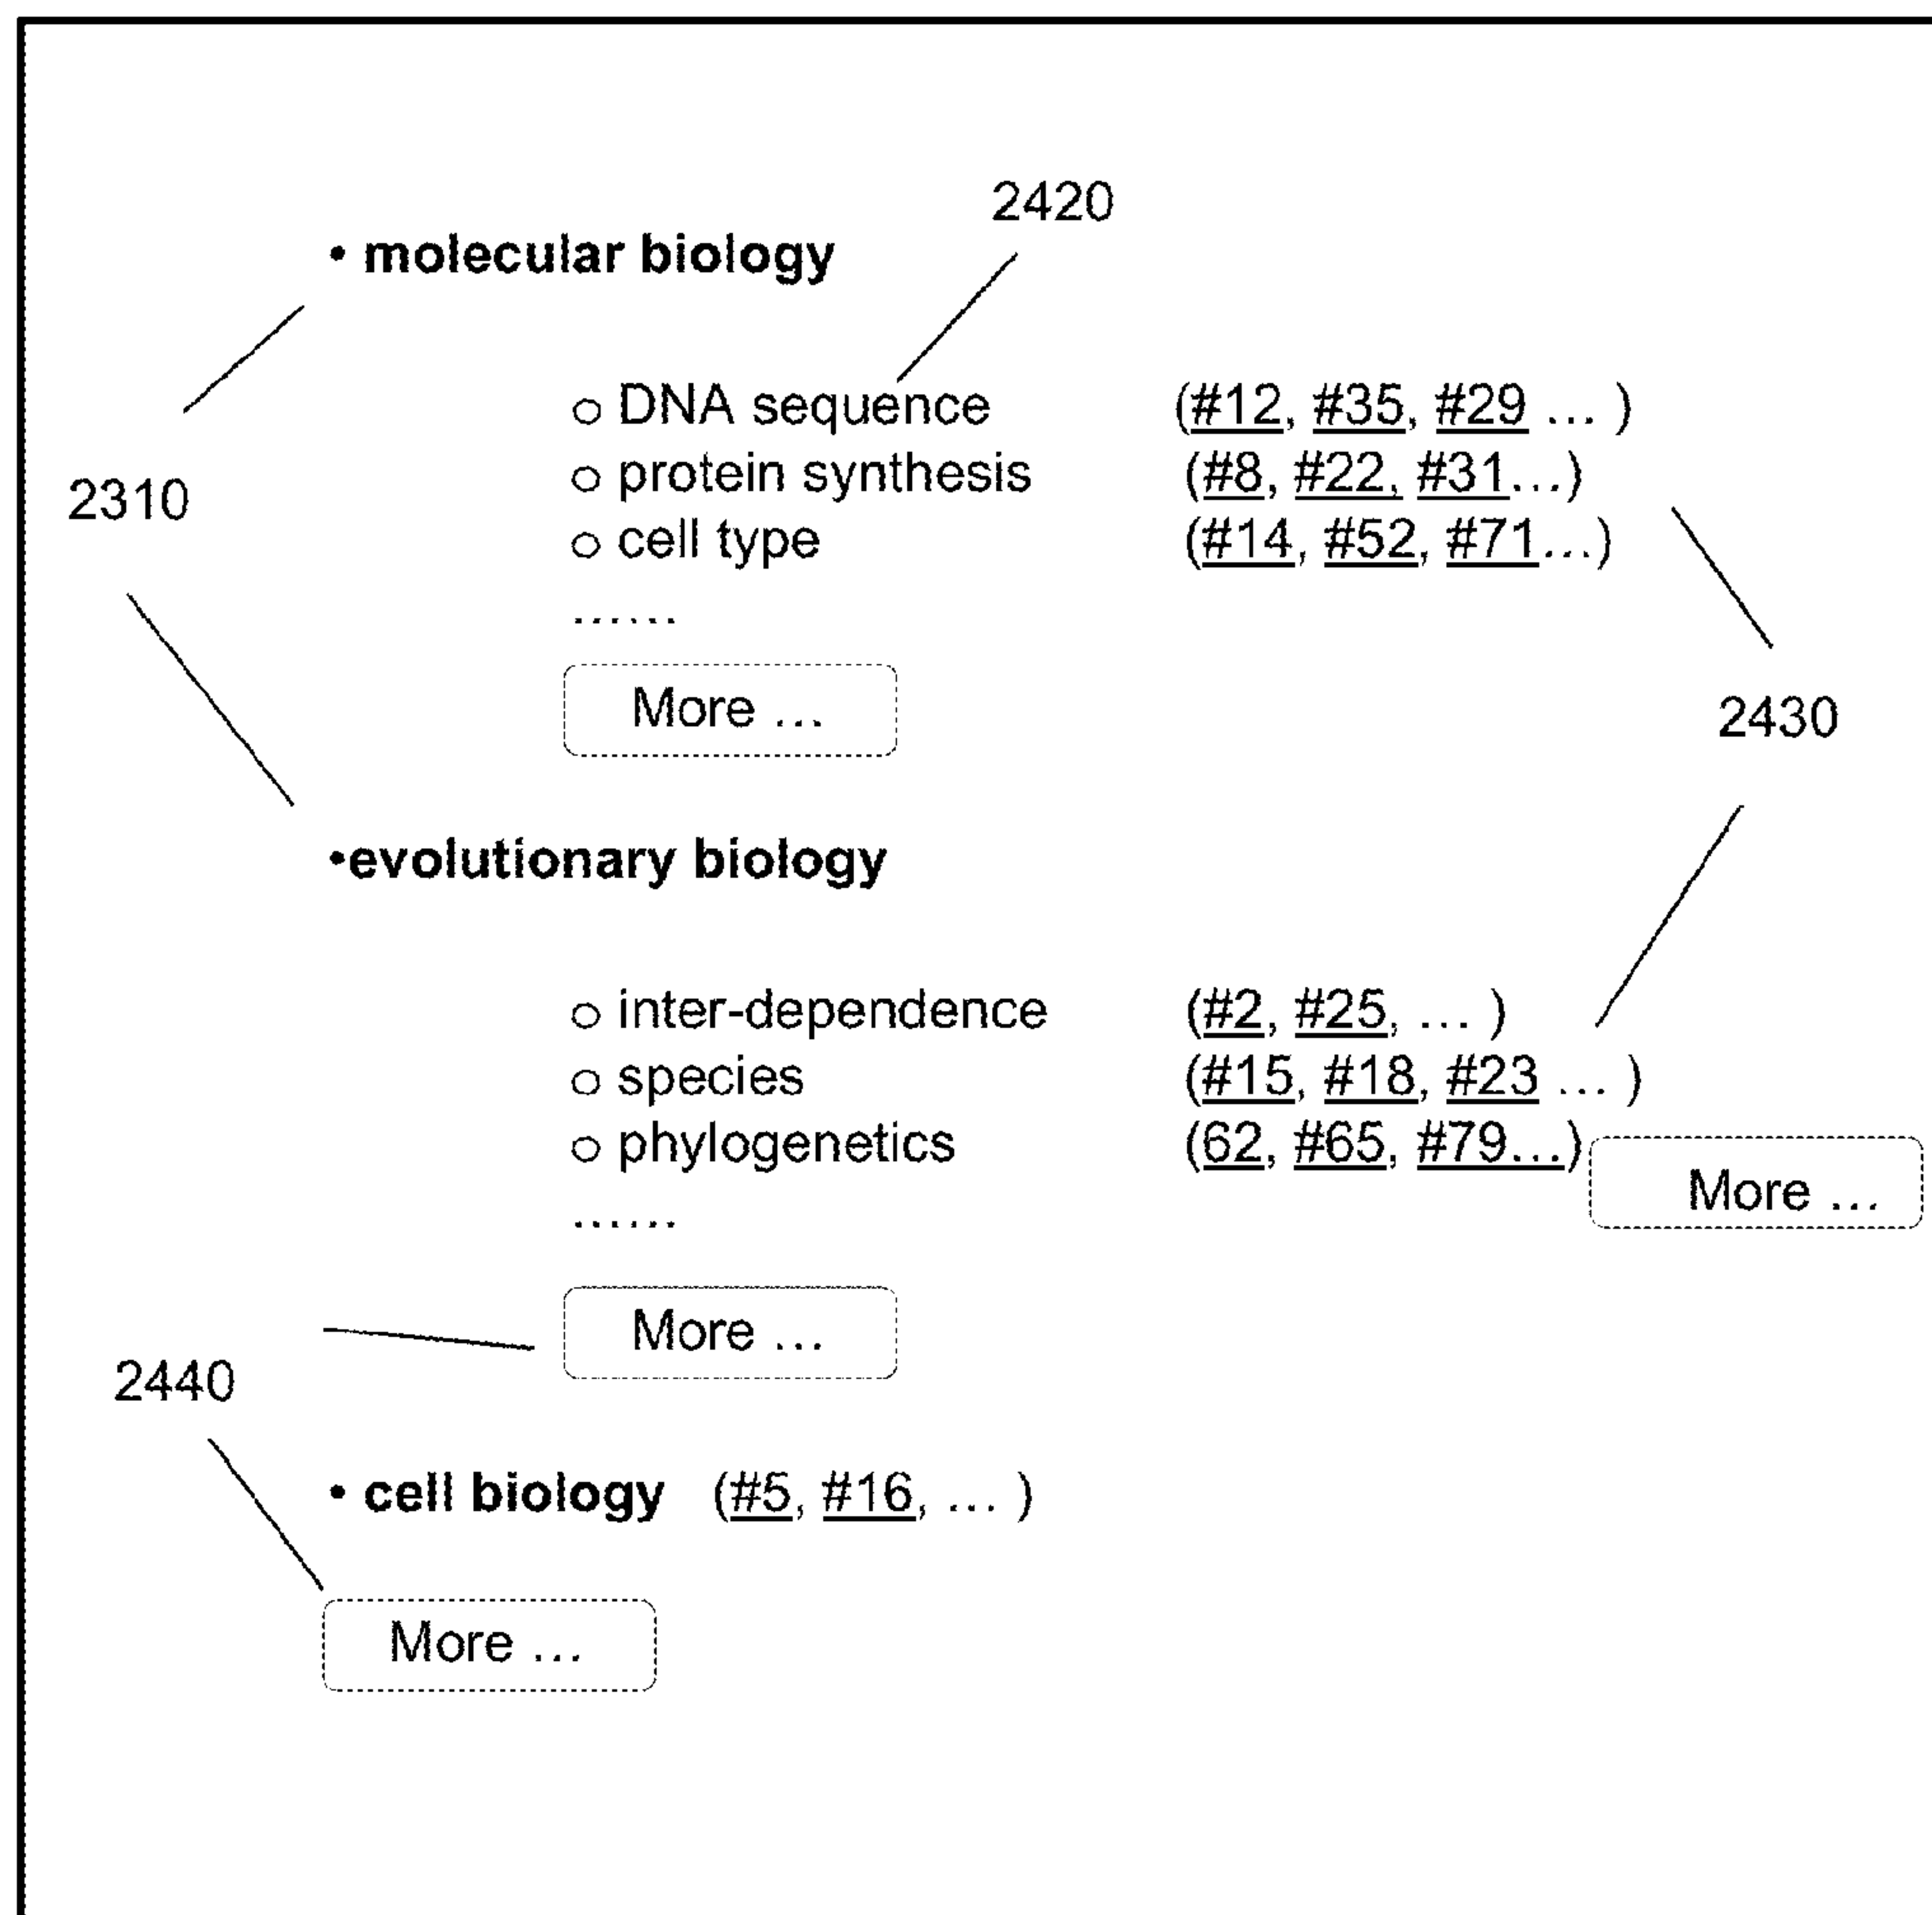 2420
• molecular biology
○ DNA sequence (#12, #35, #29 ... )
2310
○ protein synthesis (#8, #22, #31...)
○ cell type (#14, #52, #71...)
......
More ...
2430
•evolutionary biology
○ inter-dependence (#2, #25, ... )
○ species (#15, #18, #23 ... )
○ phylogenetics (62, #65, #79...)
More ...
......
More ...
2440
• cell biology (#5, #16, ... )
More ...